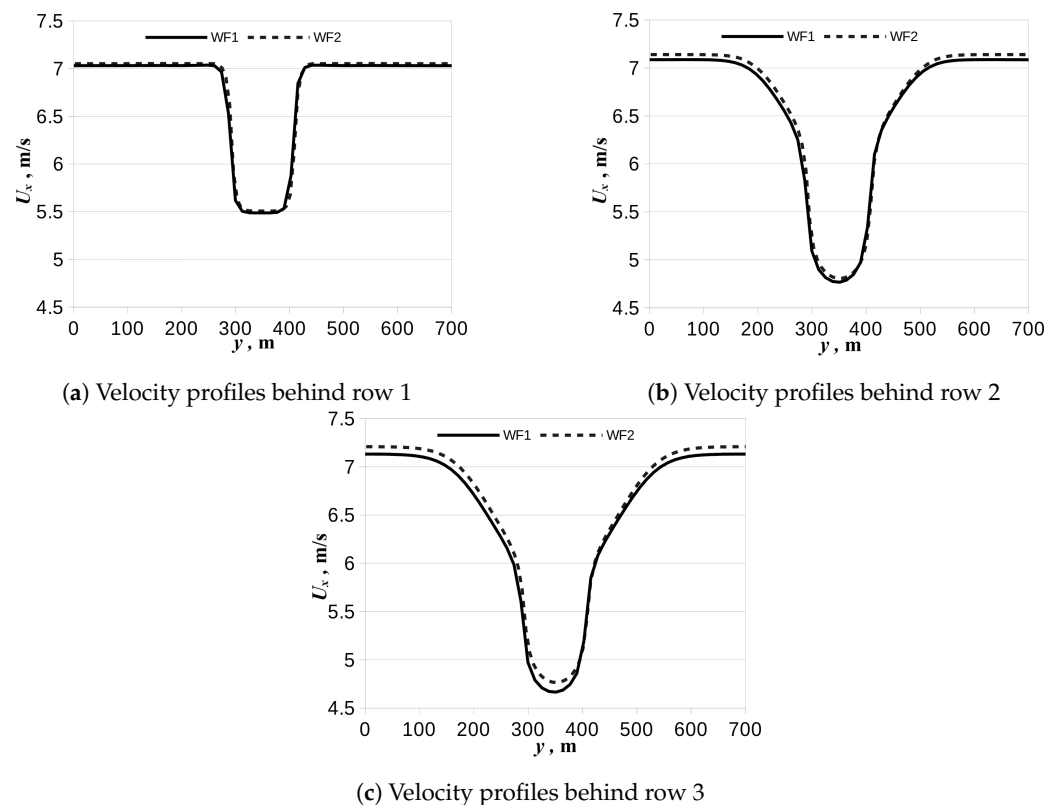 7.5
7
6.5
6
5.5
5
4.5
U_x , m/s
WF1 WF2
0 100 200 300 400 500 600 700
y , m
(a) Velocity profiles behind row 1
7.5
7
6.5
6
5.5
5
4.5
U_x , m/s
WF1 WF2
0 100 200 300 400 500 600 700
y , m
(b) Velocity profiles behind row 2
7.5
7
6.5
6
5.5
5
4.5
U_x , m/s
WF1 WF2
0 100 200 300 400 500 600 700
y , m
(c) Velocity profiles behind row 3